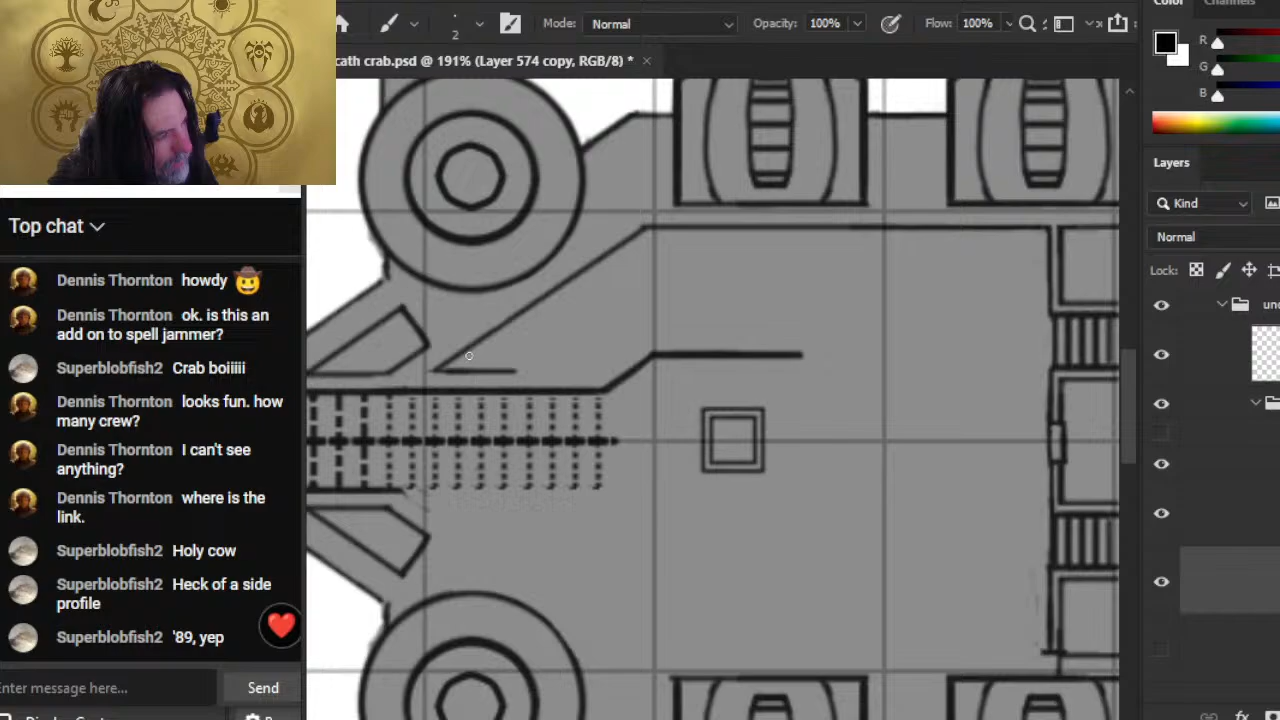 2
Mode:
Normal
Opacity:
100%
Flow:
100%
cath crab.psd @ 191% (Layer 574 copy, RGB/8) *
Color
Channels
R
G
B
Layers
Kind
Normal
Lock:
Top chat
Dennis Thornton howdy
Dennis Thornton ok. is this an
add on to spell jammer?
Superblobfish2 Crab boiiiii
Dennis Thornton looks fun. how
many crew?
Dennis Thornton I can't see
anything?
Dennis Thornton where is the
link.
Superblobfish2 Holy cow
Superblobfish2 Heck of a side
profile
Superblobfish2 '89, yep
Enter message here...
Send
fx